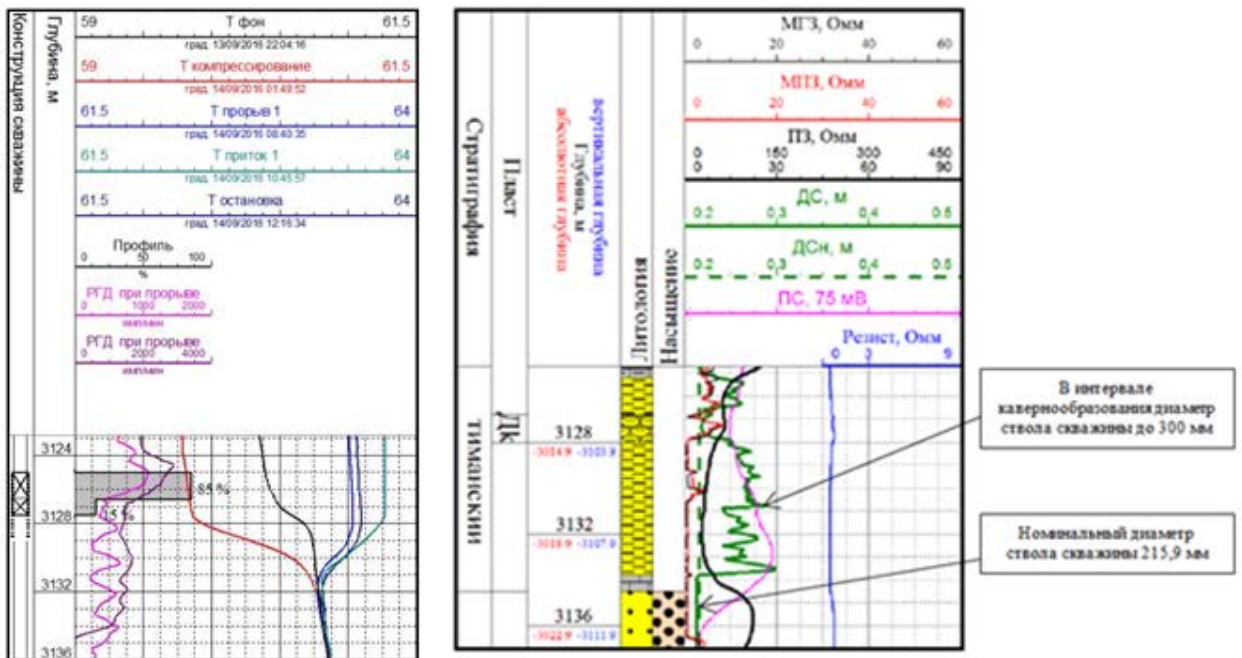 Конструкция скважины
Глубина, м
59 Т фон 61.5
град. 13/09/2016 22:04:16
59 Т компрессирование 61.5
град. 14/09/2016 01:49:52
61.5 Т прорыв 1 64
град. 14/09/2016 08:40:35
61.5 Т приток 1 64
град. 14/09/2016 10:45:57
61.5 Т остановка 64
град. 14/09/2016 12:16:34
Профиль
0 50 100
%
РГД при прорыве
0 1000 2000
имп/мин
РГД при прорыве
0 2000 4000
имп/мин
3124
85 %
15 %
3128
3132
3136
Стратиграфия
Пласт
вертикальная глубина
Глубина, м
абсолютная глубина
Литология
Насыщение
МГЗ, Омм
0 20 40 60
МПЗ, Омм
0 20 40 60
ПЗ, Омм
0 150 300 450
0 30 60 90
ДС, м
0.2 0,3 0,4 0.5
ДСн, м
0.2 0,3 0,4 0.5
ПС, 75 мВ
Резист, Омм
0 9
тиманский
Дк
3128
3132
3136
В интервале
кавернообразования диаметр
ствола скважины до 300 мм
Номинальный диаметр
ствола скважины 215,9 мм